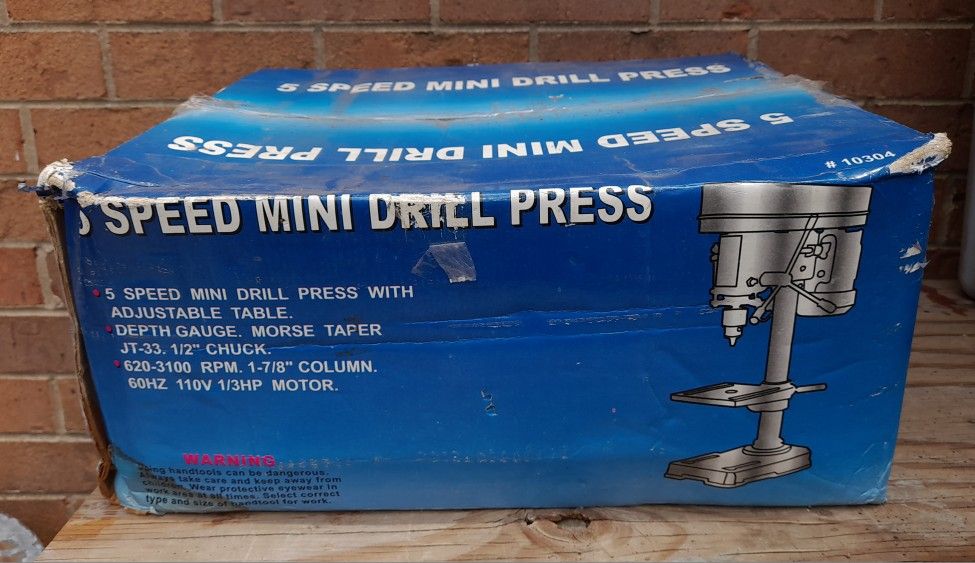 5 SPEED MINI DRILL PRESS
5 SPEED MINI DRILL PRESS
# 10304
5 SPEED MINI DRILL PRESS
• 5 SPEED MINI DRILL PRESS WITH
ADJUSTABLE TABLE.
• DEPTH GAUGE. MORSE TAPER
JT-33. 1/2" CHUCK.
• 620-3100 RPM. 1-7/8" COLUMN.
60HZ 110V 1/3HP MOTOR.
WARNING
Using handtools can be dangerous.
Always take care and keep away from
children. Wear protective eyewear in
work area at all times. Select correct
type and size of handtool for work.